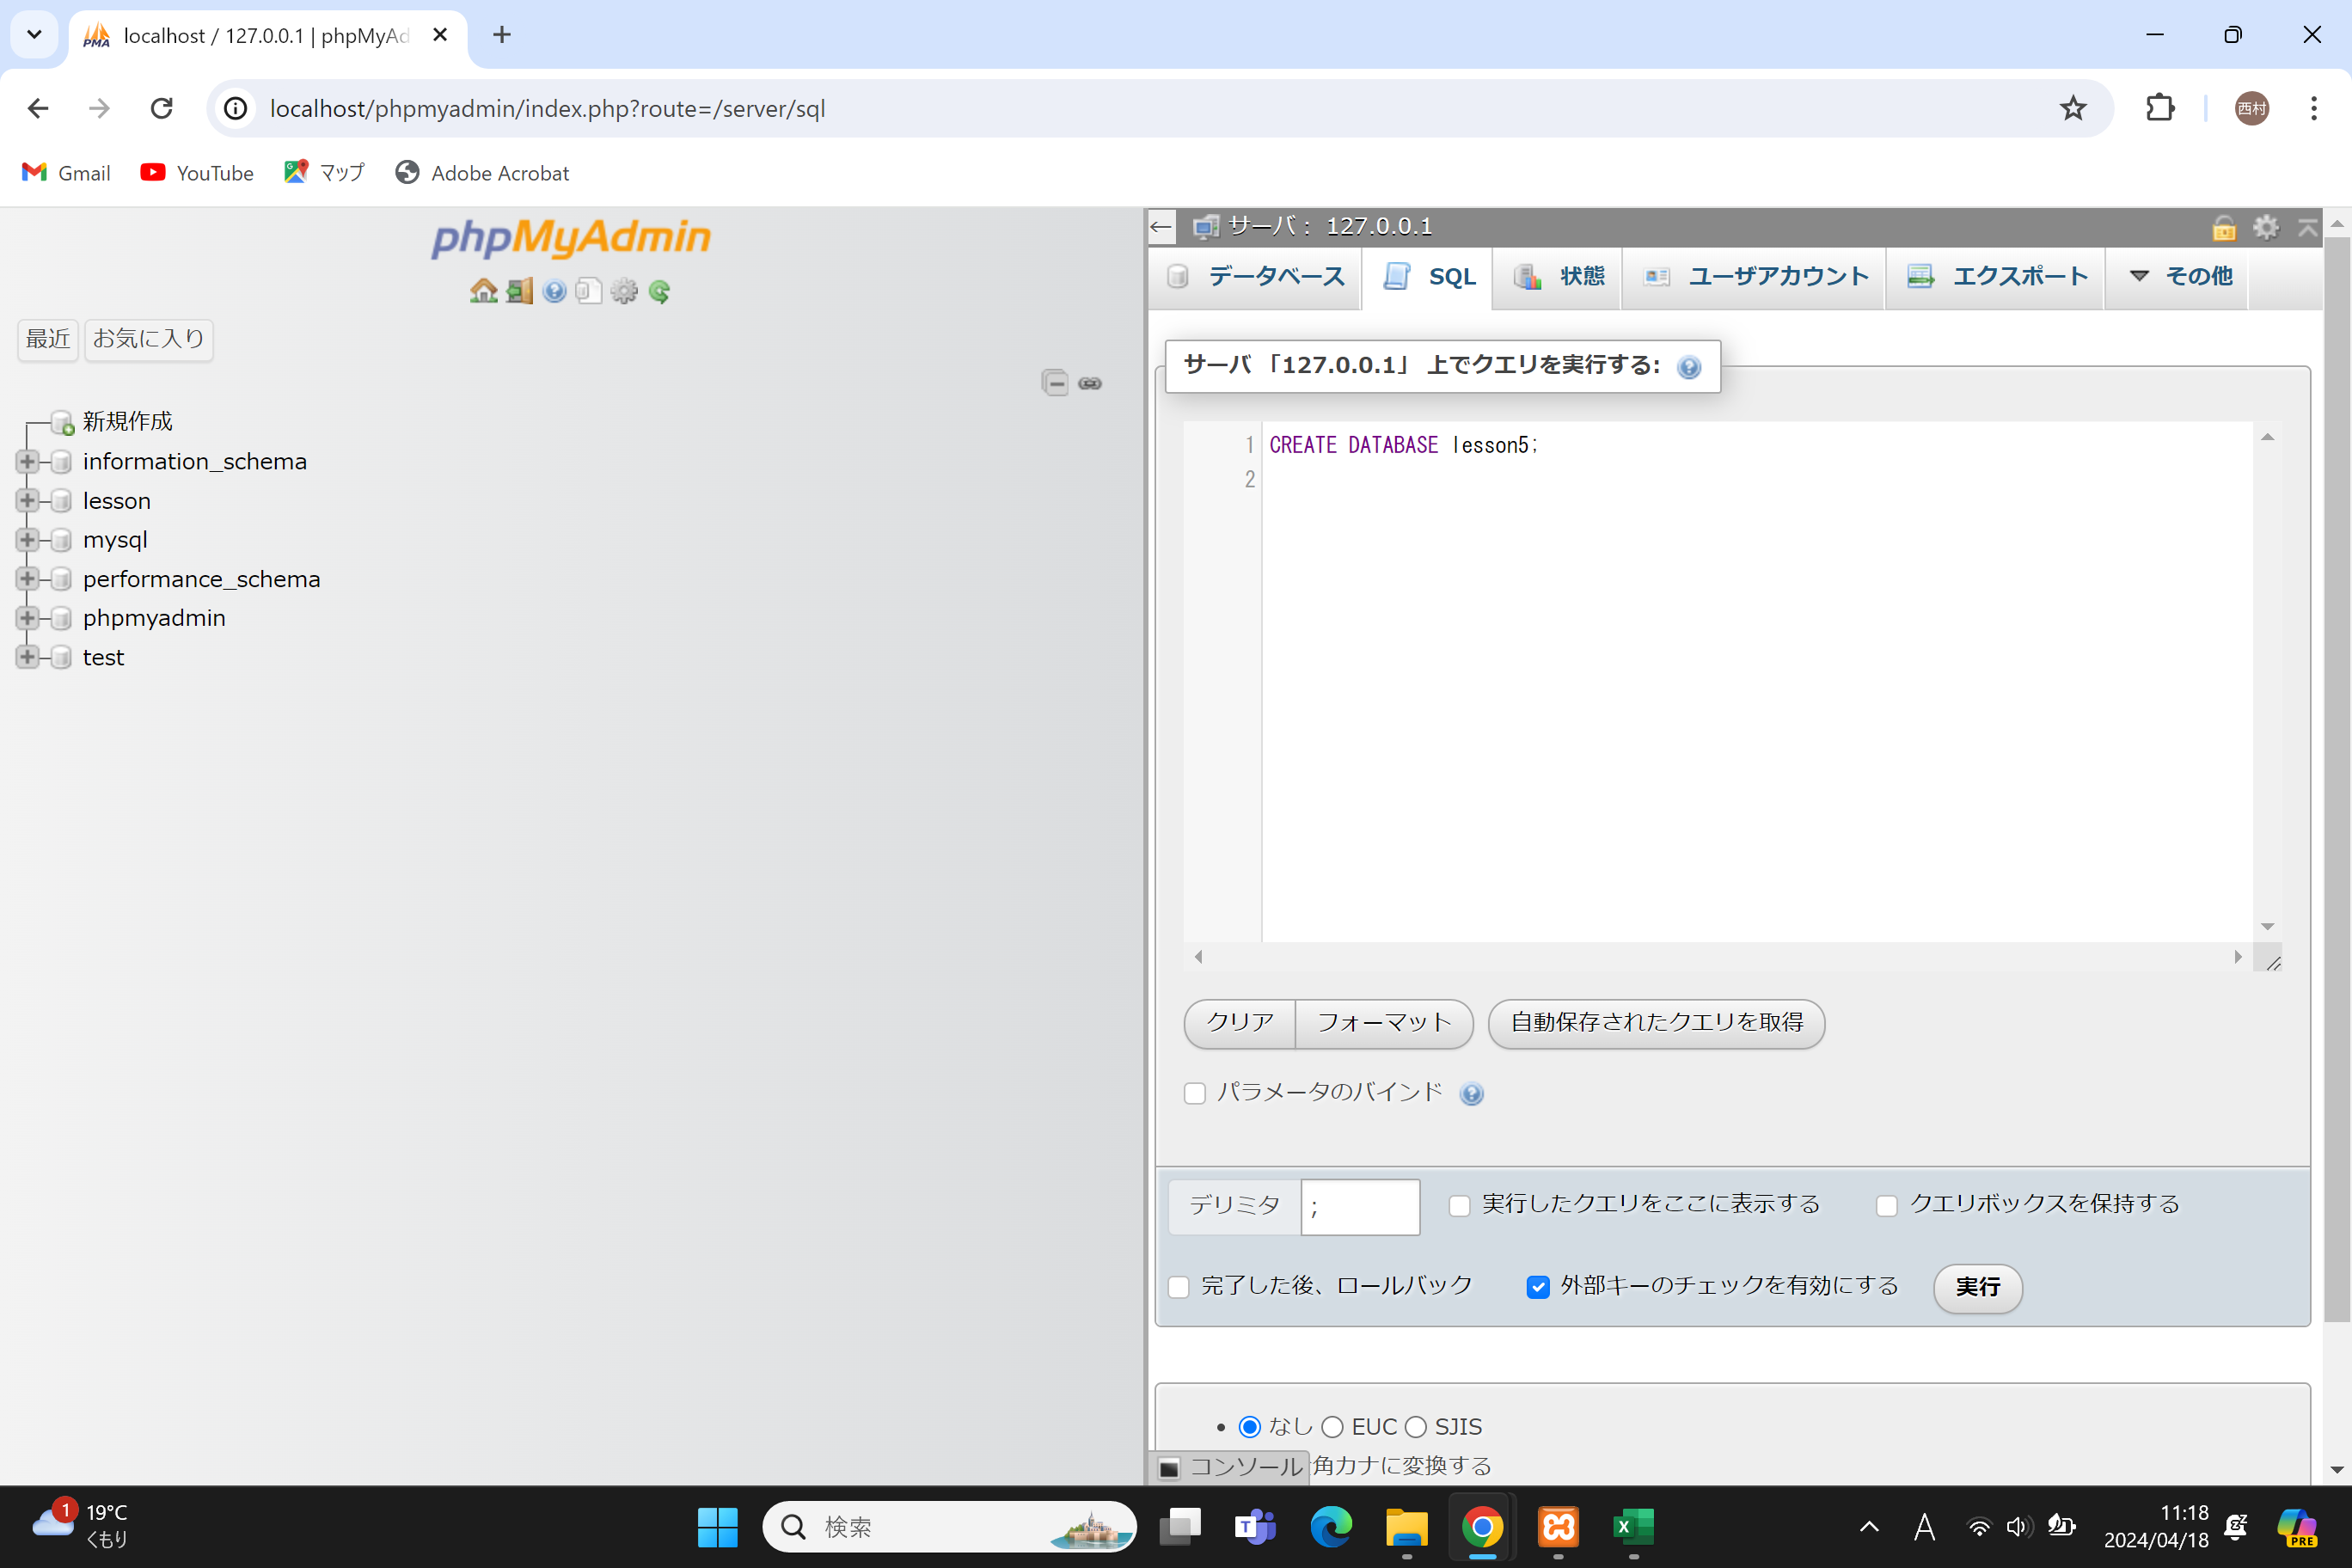 PMA localhost / 127.0.0.1 | phpMyAd
localhost/phpmyadmin/index.php?route=/server/sql
西村
Gmail YouTube マップ Adobe Acrobat
phpMyAdmin
最近 お気に入り
新規作成
information_schema
lesson
mysql
performance_schema
phpmyadmin
test
サーバ: 127.0.0.1
データベース SQL 状態 ユーザアカウント エクスポート その他
サーバ 「127.0.0.1」 上でクエリを実行する:
1 CREATE DATABASE lesson5;
2
クリア フォーマット 自動保存されたクエリを取得
パラメータのバインド
デリミタ ; 実行したクエリをここに表示する クエリボックスを保持する
完了した後、ロールバック 外部キーのチェックを有効にする 実行
なし EUC SJIS
コンソール 角カナに変換する
1 19°C
くもり
検索
A
11:18
2024/04/18
PRE